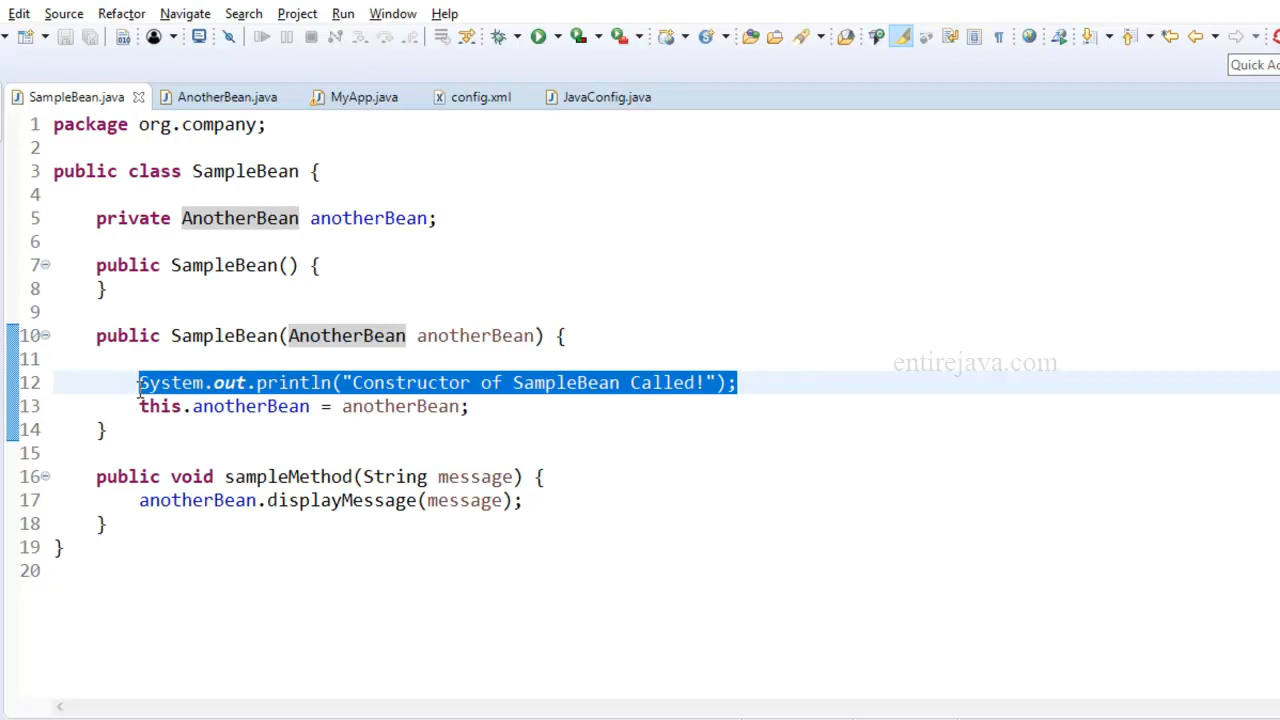 Edit Source Refactor Navigate Search Project Run Window Help
Quick Ac
SampleBean.java AnotherBean.java MyApp.java config.xml JavaConfig.java
1 package org.company;
2
3 public class SampleBean {
4
5 private AnotherBean anotherBean;
6
7 public SampleBean() {
8 }
9
10 public SampleBean(AnotherBean anotherBean) {
11
entirejava.com
12 System.out.println("Constructor of SampleBean Called!");
13 this.anotherBean = anotherBean;
14 }
15
16 public void sampleMethod(String message) {
17 anotherBean.displayMessage(message);
18 }
19 }
20